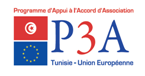 Programme d'Appui à l'Accord d'Association
P3A
Tunisie - Union Européenne